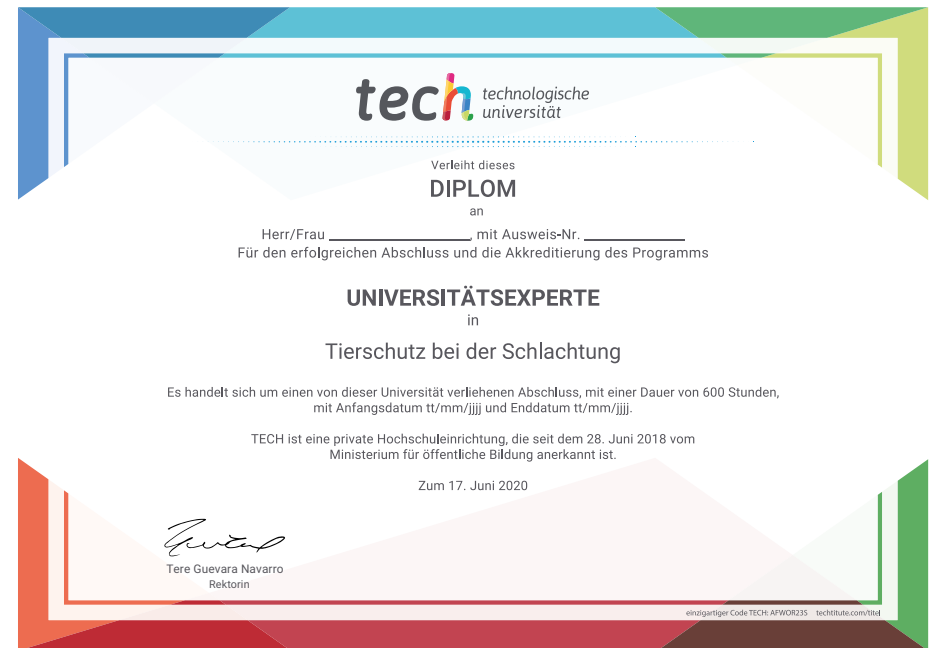 tech technologische
universität
Verleiht dieses
DIPLOM
an
Herr/Frau ____________, mit Ausweis-Nr. ____________
Für den erfolgreichen Abschluss und die Akkreditierung des Programms
UNIVERSITÄTSEXPERTE
in
Tierschutz bei der Schlachtung
Es handelt sich um einen von dieser Universität verliehenen Abschluss, mit einer Dauer von 600 Stunden,
mit Anfangsdatum tt/mm/jjjj und Enddatum tt/mm/jjjj.
TECH ist eine private Hochschuleinrichtung, die seit dem 28. Juni 2018 vom
Ministerium für öffentliche Bildung anerkannt ist.
Zum 17. Juni 2020
Tere Guevara Navarro
Rektorin
einzigartiger Code TECH: AFWOR23S techtitute.com/titel